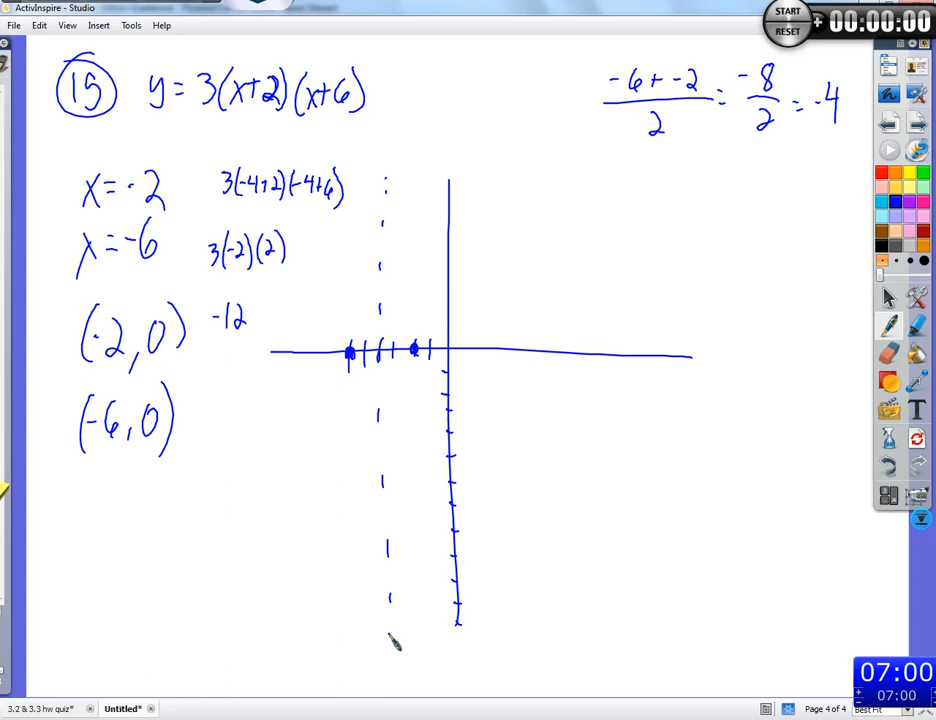 ActivInspire - Studio
File Edit View Insert Tools Help
START
RESET
+ 00:00:00
15 y = 3(x+2)(x+6)
-6 + -2 / 2 = -8 / 2 = -4
x = -2
3(-4+2)(-4+6)
x = -6
3(-2)(2)
(-2, 0)
-12
(-6, 0)
07:00
+ - 07:00
3.2 & 3.3 hw quiz*
Untitled*
Page 4 of 4
Best Fit